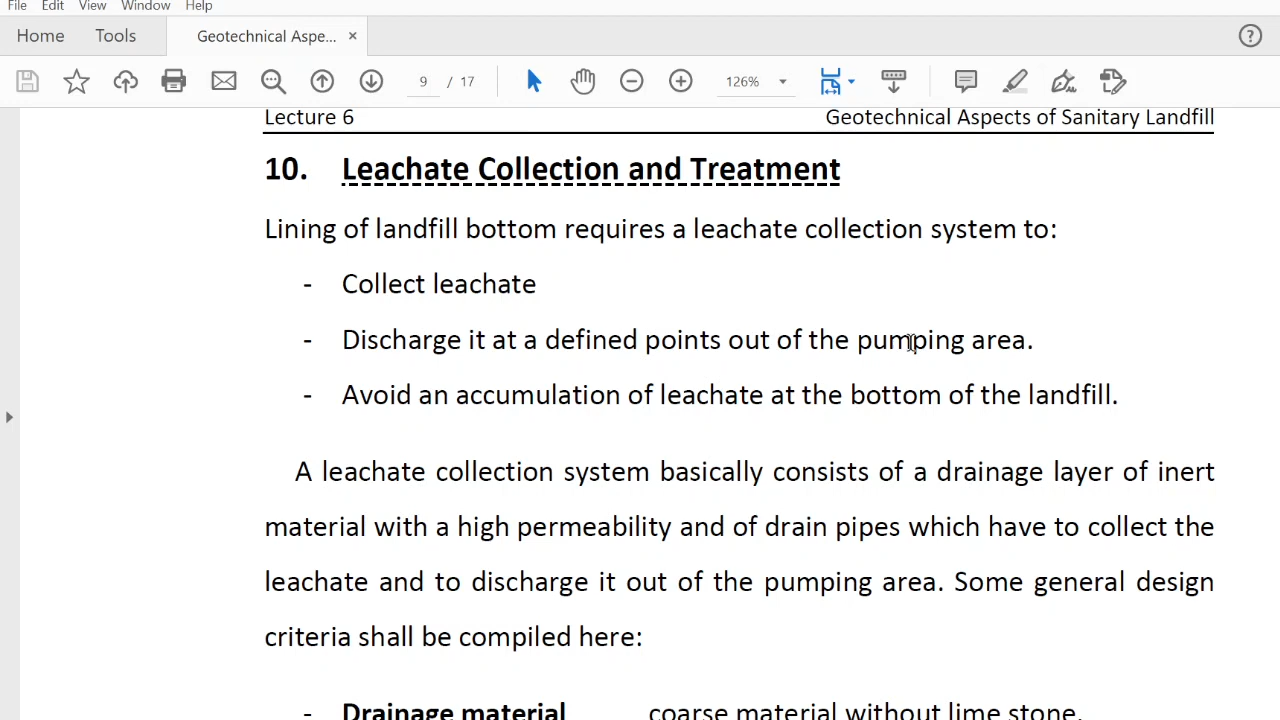 File Edit View Window Help
Home Tools Geotechnical Aspe... ×
9 / 17 126%
Lecture 6 Geotechnical Aspects of Sanitary Landfill
10. Leachate Collection and Treatment
Lining of landfill bottom requires a leachate collection system to:
- Collect leachate
- Discharge it at a defined points out of the pumping area.
- Avoid an accumulation of leachate at the bottom of the landfill.
A leachate collection system basically consists of a drainage layer of inert
material with a high permeability and of drain pipes which have to collect the
leachate and to discharge it out of the pumping area. Some general design
criteria shall be compiled here:
- Drainage material coarse material without lime stone.